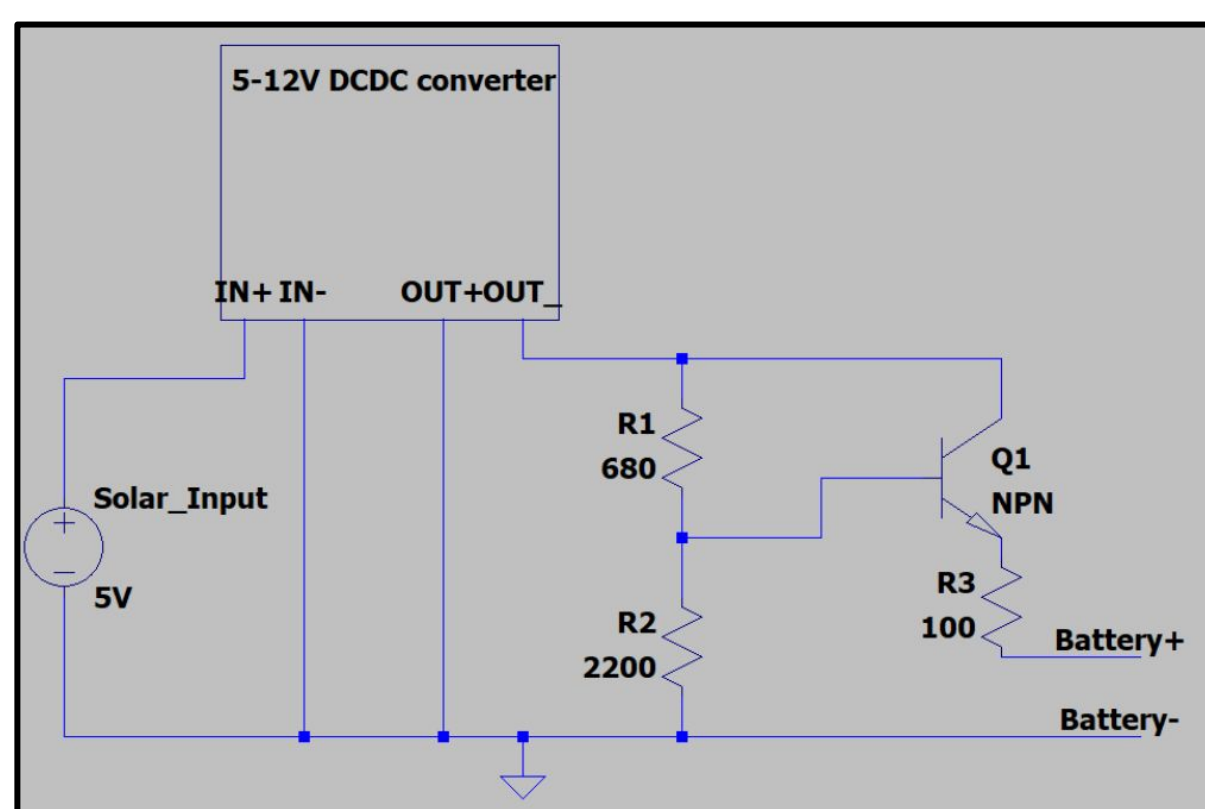 5-12V DCDC converter
IN+ IN- OUT+OUT_
R1
680
Q1
NPN
Solar_Input
5V
R3
100
R2
2200
Battery+
Battery-